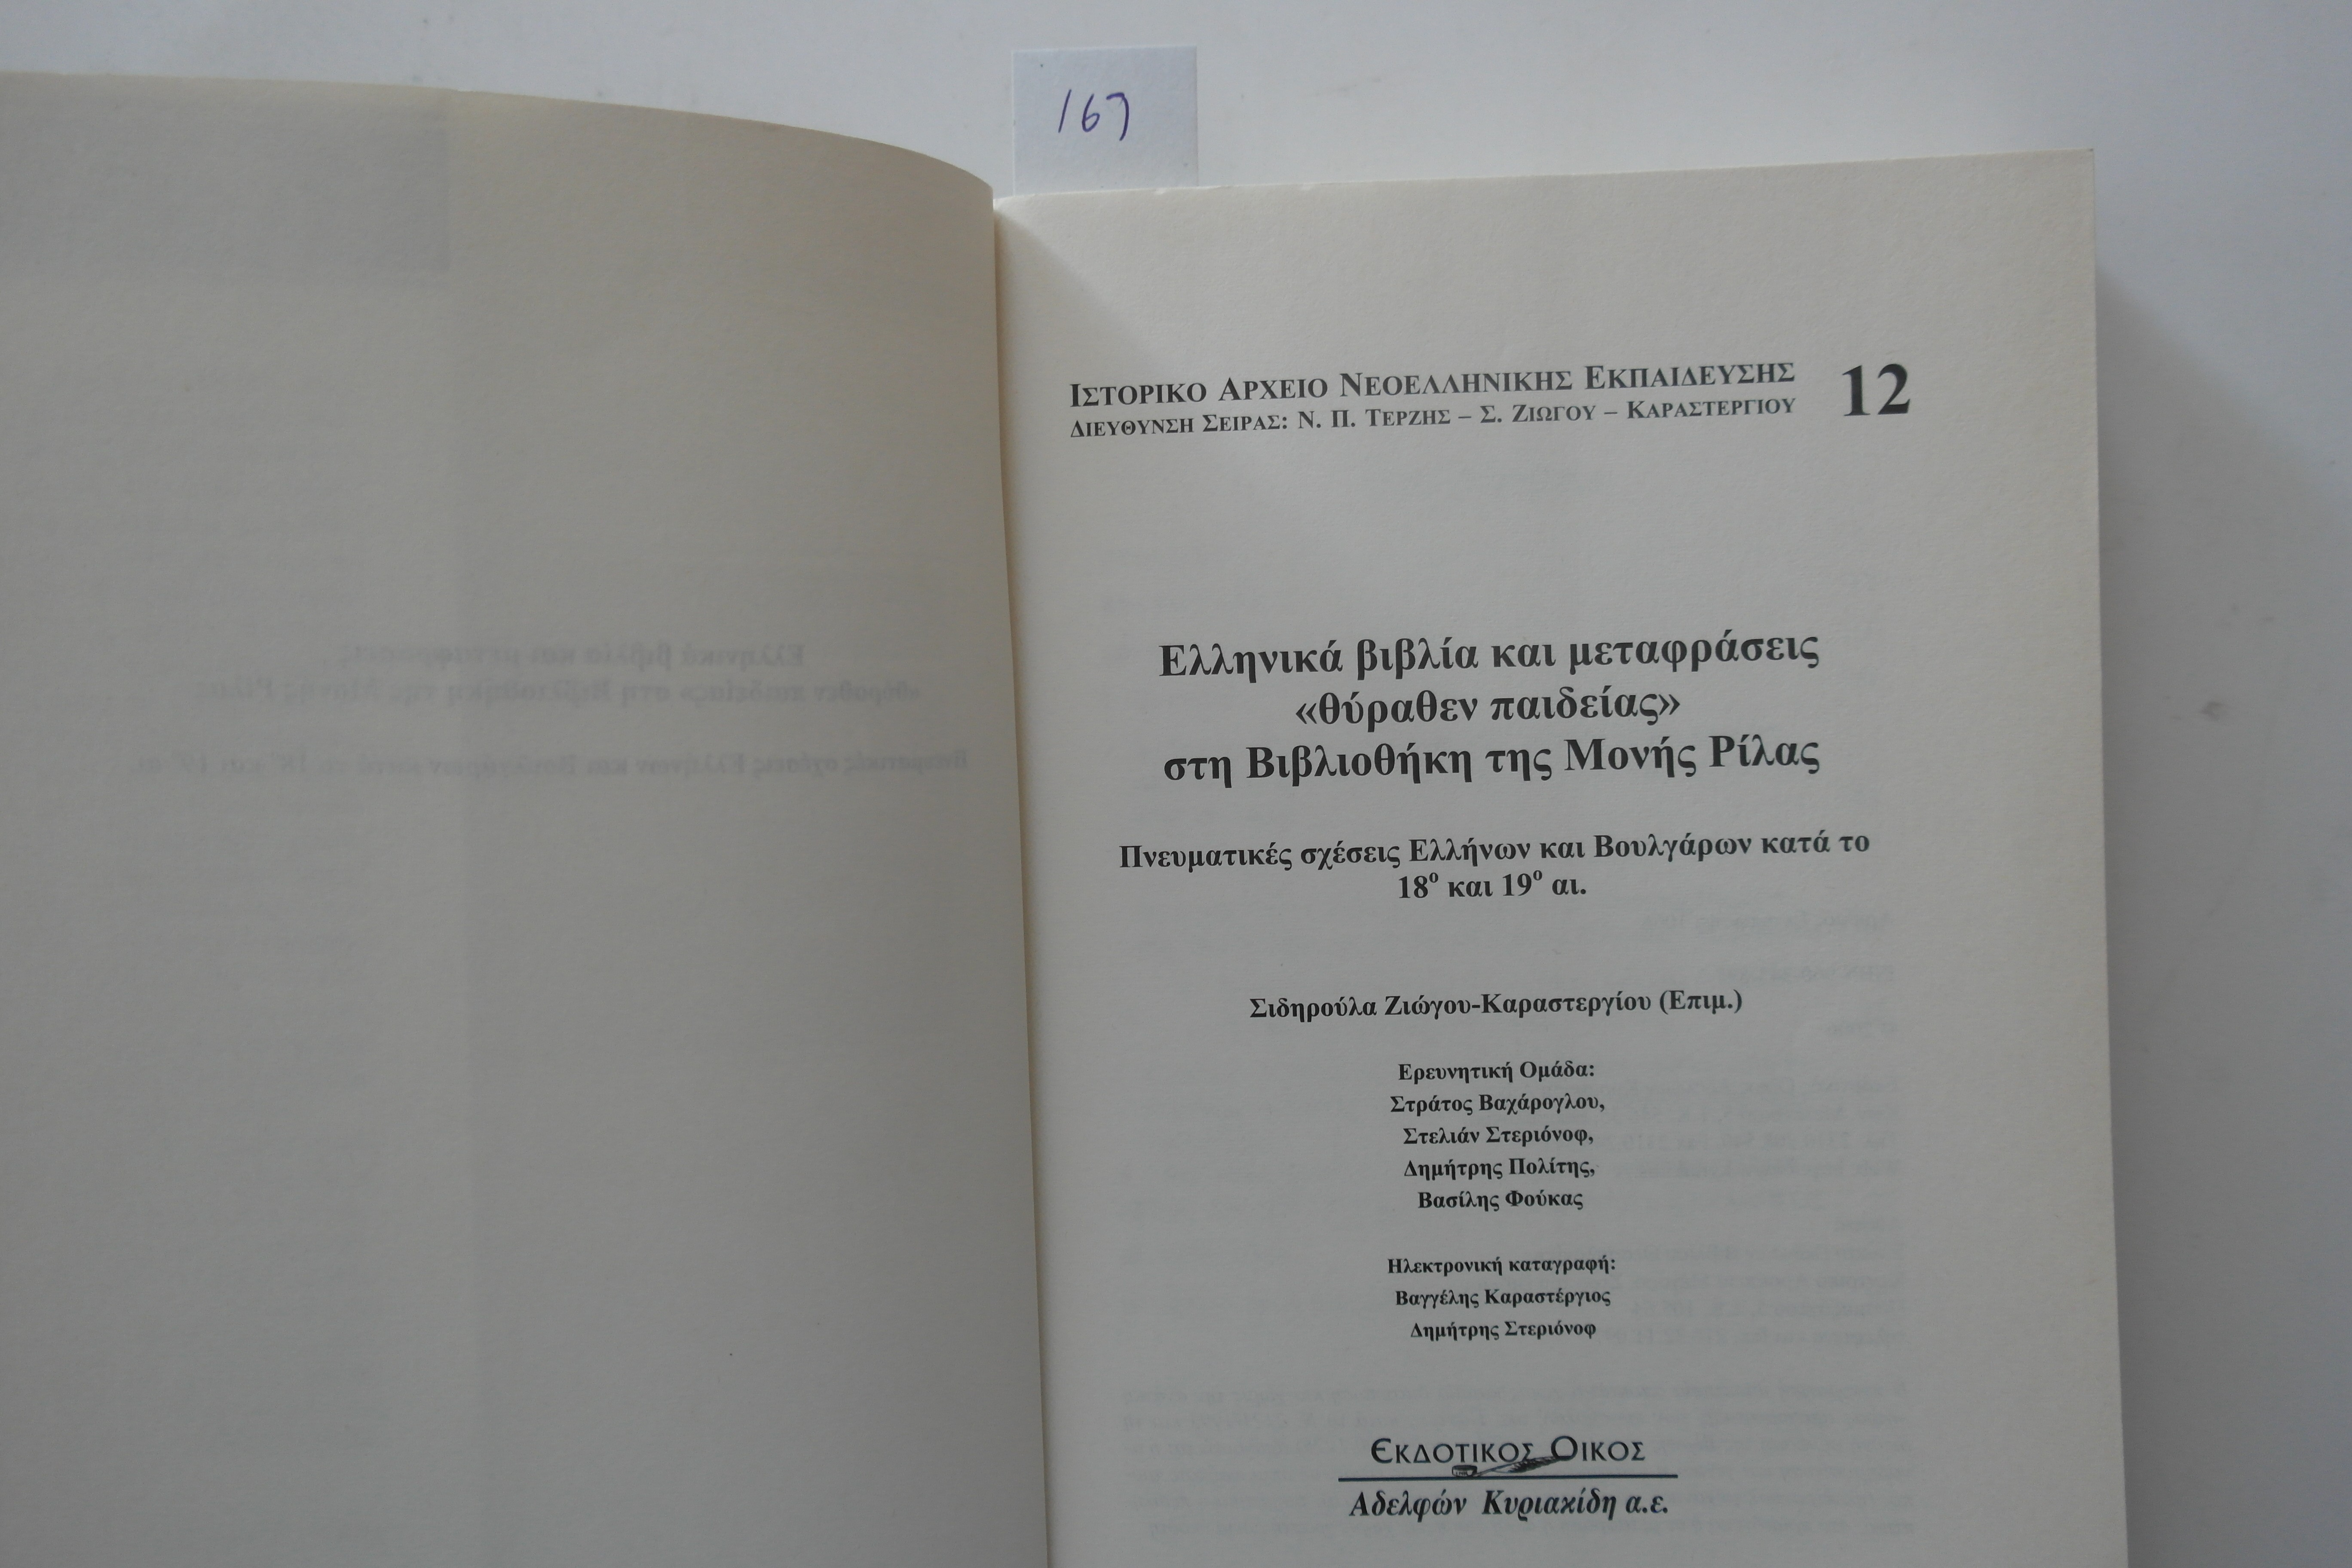 167
ΙΣΤΟΡΙΚΟ ΑΡΧΕΙΟ ΝΕΟΕΛΛΗΝΙΚΗΣ ΕΚΠΑΙΔΕΥΣΗΣ 12
ΔΙΕΥΘΥΝΣΗ ΣΕΙΡΑΣ: Ν. Π. ΤΕΡΖΗΣ – Σ. ΖΙΩΓΟΥ – ΚΑΡΑΣΤΕΡΓΙΟΥ
Ελληνικά βιβλία και μεταφράσεις
«θύραθεν παιδείας»
στη Βιβλιοθήκη της Μονής Ρίλας
Πνευματικές σχέσεις Ελλήνων και Βουλγάρων κατά το
18º και 19º αι.
Σιδηρούλα Ζιώγου-Καραστεργίου (Επιμ.)
Ερευνητική Ομάδα:
Στράτος Βαχάρογλου,
Στελιάν Στεριόνοφ,
Δημήτρης Πολίτης,
Βασίλης Φούκας
Ηλεκτρονική καταγραφή:
Βαγγέλης Καραστέργιος
Δημήτρης Στεριόνοφ
ΕΚΔΟΤΙΚΟΣ ΟΙΚΟΣ
Αδελφών Κυριακίδη α.ε.